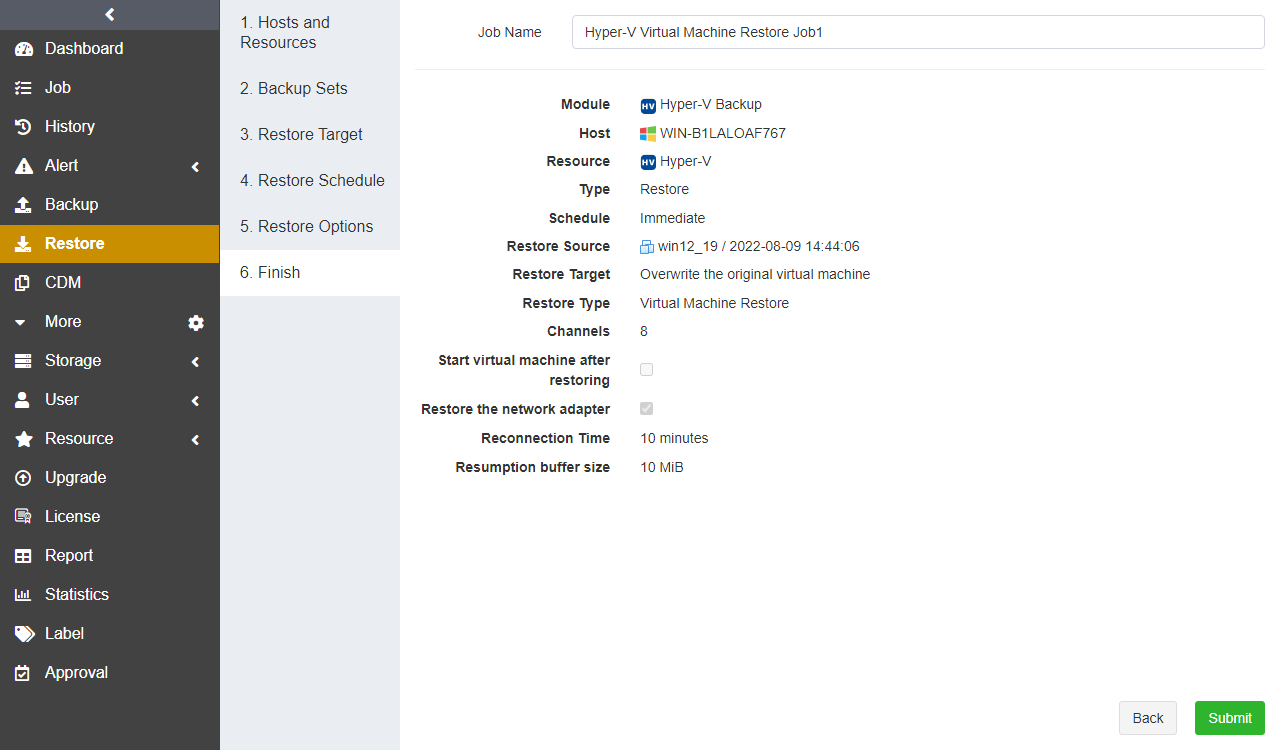 Dashboard
Job
History
Alert
Backup
Restore
CDM
More
Storage
User
Resource
Upgrade
License
Report
Statistics
Label
Approval
1. Hosts and
Resources
2. Backup Sets
3. Restore Target
4. Restore Schedule
5. Restore Options
6. Finish
Job Name Hyper-V Virtual Machine Restore Job1
Module HV Hyper-V Backup
Host WIN-B1LALOAF767
Resource HV Hyper-V
Type Restore
Schedule Immediate
Restore Source win12_19 / 2022-08-09 14:44:06
Restore Target Overwrite the original virtual machine
Restore Type Virtual Machine Restore
Channels 8
Start virtual machine after
restoring
Restore the network adapter
Reconnection Time 10 minutes
Resumption buffer size 10 MiB
Back Submit